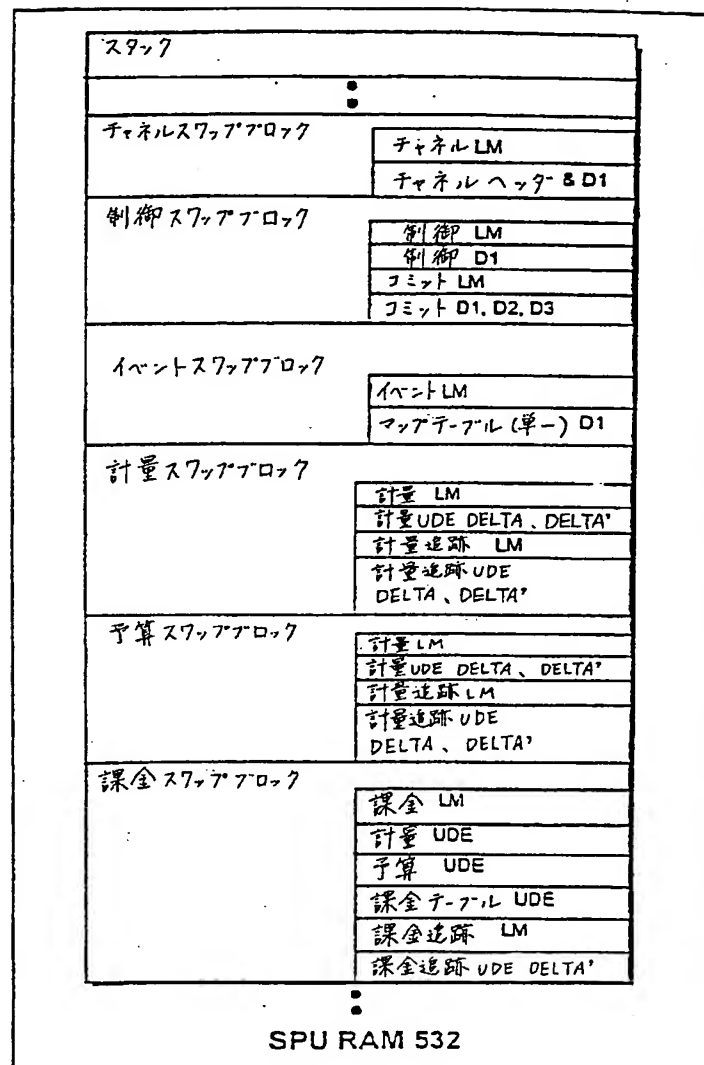 スタック
チャネルスワップブロック
チャネル LM
チャネル ヘッダー & D1
制御スワップブロック
制御 LM
制御 D1
コミット LM
コミット D1, D2, D3
イベントスワップブロック
イベント LM
マップテーブル (単一) D1
計量スワップブロック
計量 LM
計量UDE DELTA、DELTA'
計量追跡 LM
計量追跡 UDE
DELTA、DELTA'
予算スワップブロック
計量 LM
計量UDE DELTA、DELTA'
計量追跡 LM
計量追跡 UDE
DELTA、DELTA'
課金スワップブロック
課金 LM
計量 UDE
予算 UDE
課金テーブル UDE
課金追跡 LM
課金追跡 UDE DELTA'
SPU RAM 532